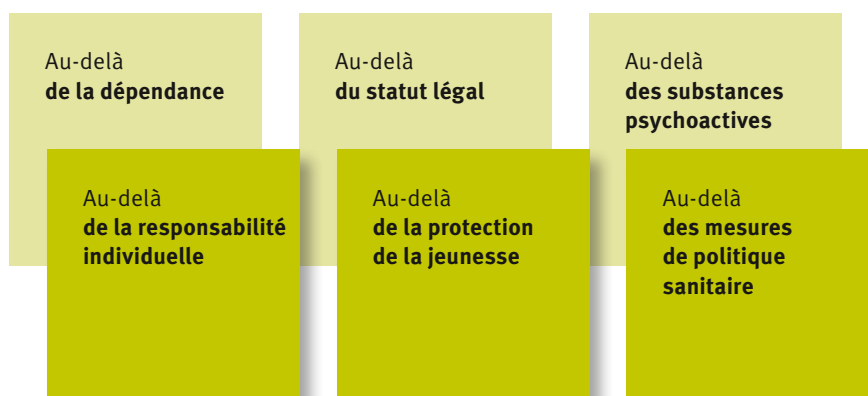 Au-delà
de la dépendance
Au-delà
du statut légal
Au-delà
des substances
psychoactives
Au-delà
de la responsabilité
individuelle
Au-delà
de la protection
de la jeunesse
Au-delà
des mesures
de politique
sanitaire